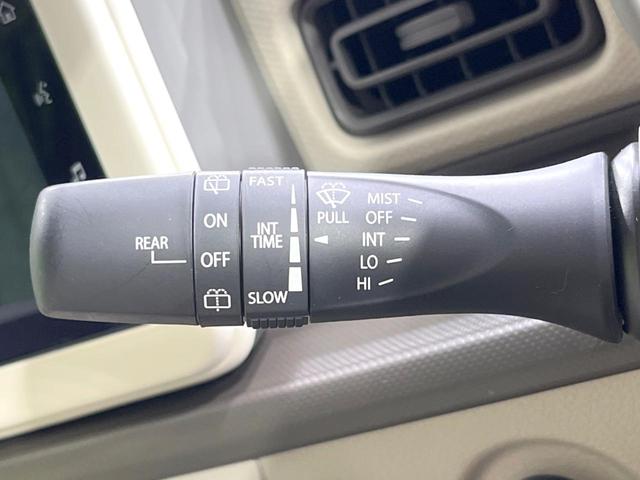 REAR
ON
OFF
FAST
INT
TIME
SLOW
PULL
MIST
OFF
INT
LO
HI